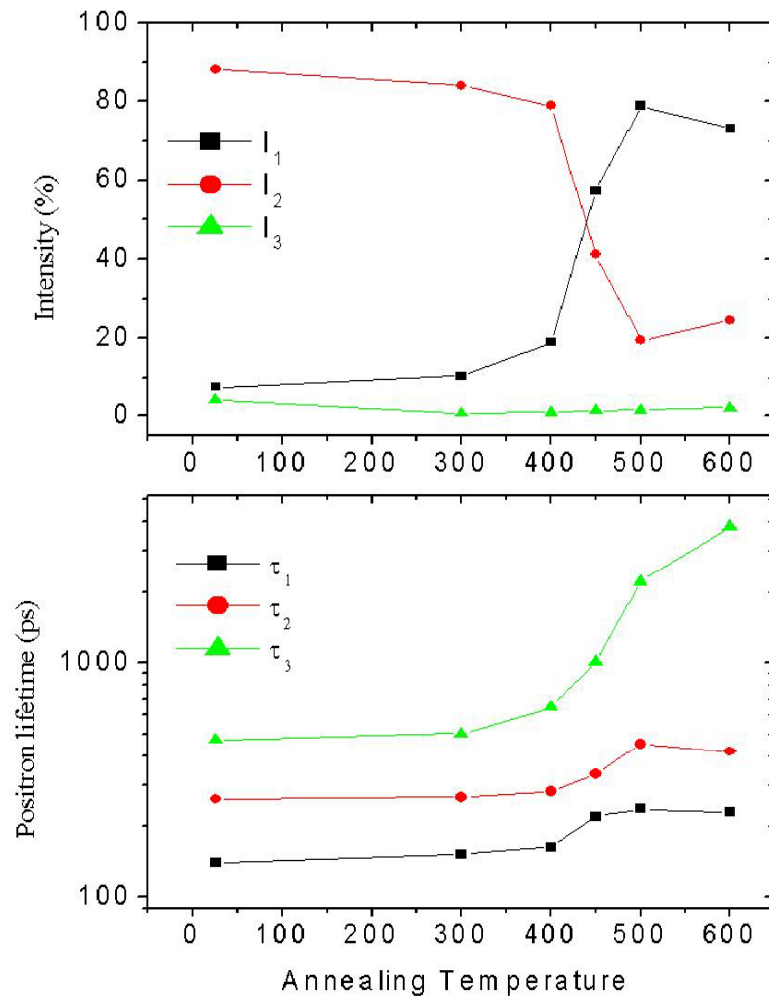 100
80
60
40
20
0
Intensity (%)
I₁
I₂
I₃
0 100 200 300 400 500 600
1000
100
Positron lifetime (ps)
τ₁
τ₂
τ₃
0 100 200 300 400 500 600
Annealing Temperature